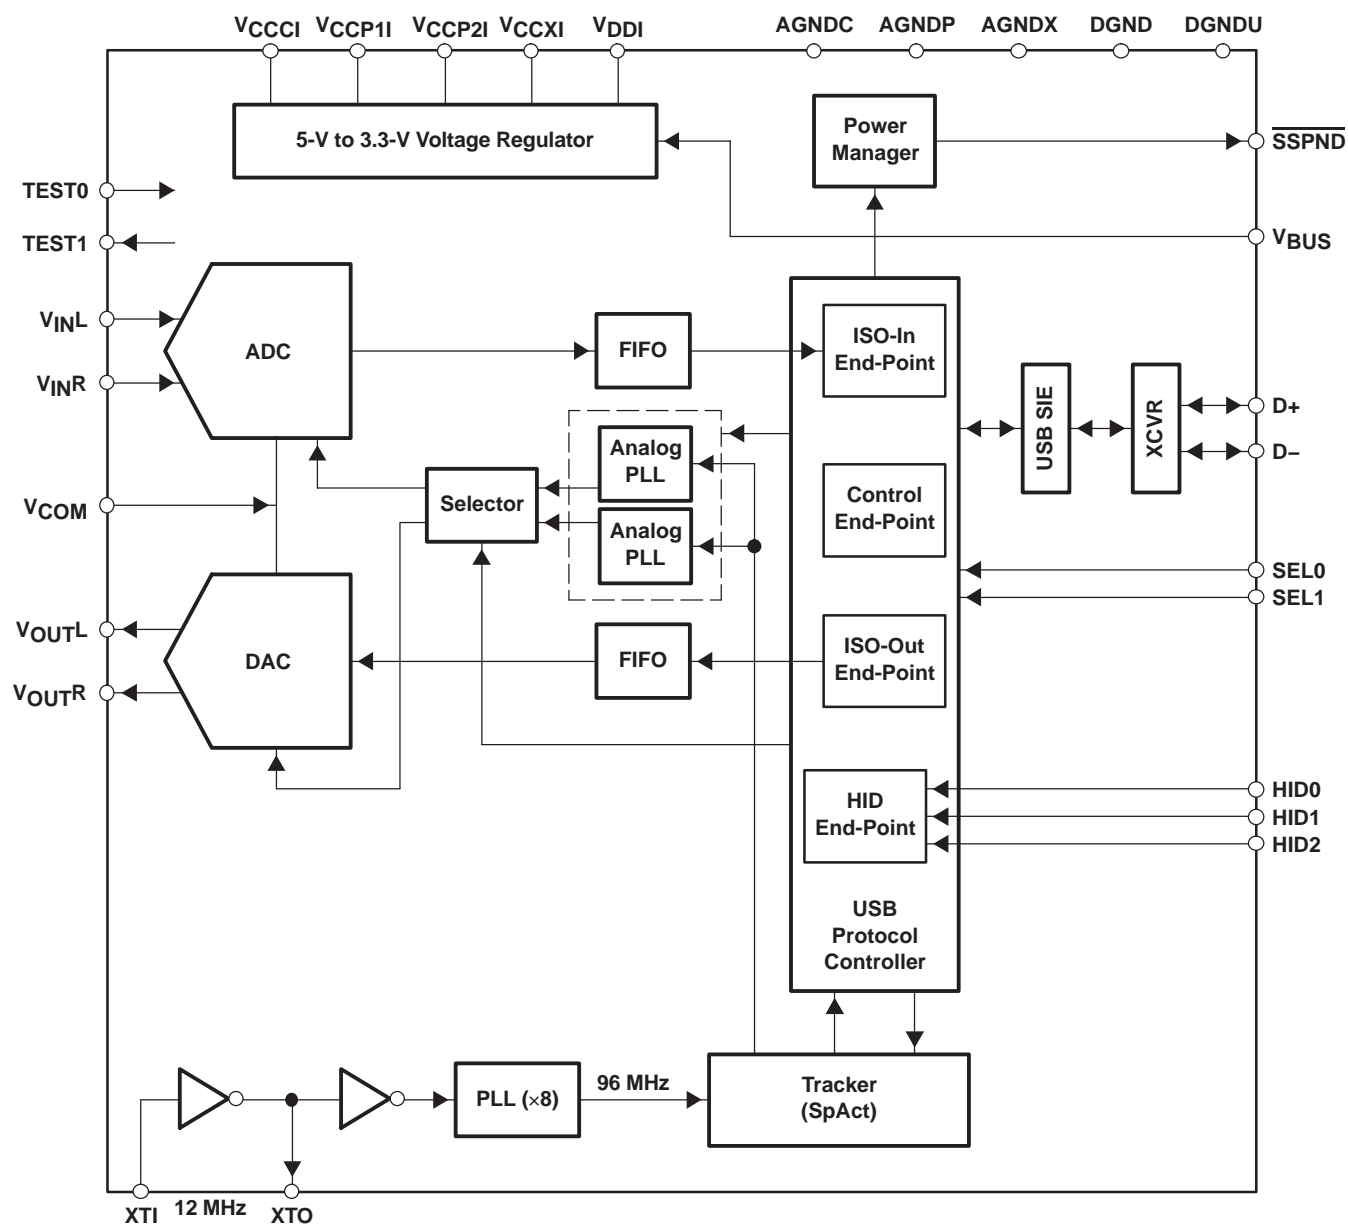 VCCCI VCCP1I VCCP2I VCCXI VDDI AGNDC AGNDP AGNDX DGND DGNDU
5-V to 3.3-V Voltage Regulator
Power
Manager
SSPND
TEST0
TEST1
VBUS
VINL
VINR
ADC
FIFO
ISO-In
End-Point
USB SIE
XCVR
D+
D–
Analog
PLL
Selector
VCOM
Analog
PLL
Control
End-Point
SEL0
SEL1
VOUTL
VOUTR
DAC
FIFO
ISO-Out
End-Point
HID
End-Point
HID0
HID1
HID2
USB
Protocol
Controller
PLL (×8)
96 MHz
Tracker
(SpAct)
XTI 12 MHz XTO